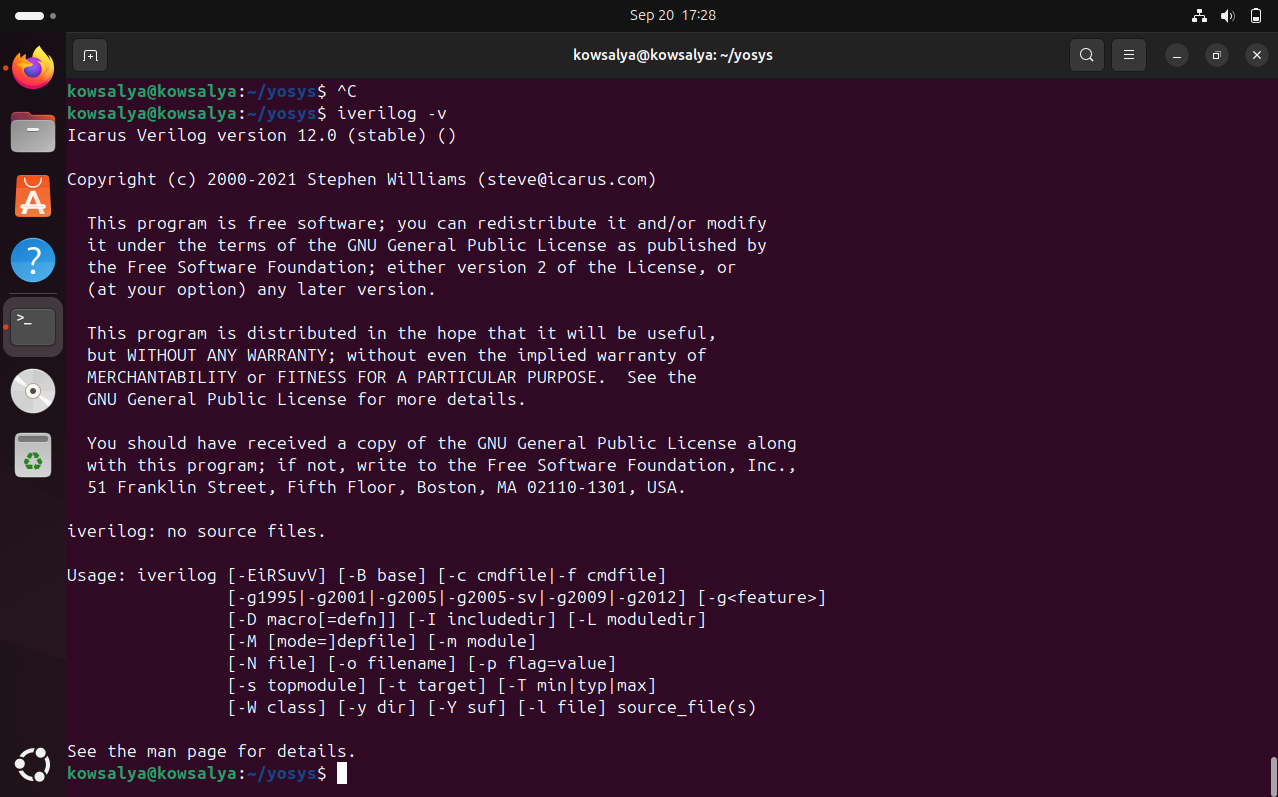 Sep 20 17:28
kowsalya@kowsalya: ~/yosys
kowsalya@kowsalya:~/yosys$ ^C
kowsalya@kowsalya:~/yosys$ iverilog -v
Icarus Verilog version 12.0 (stable) ()
Copyright (c) 2000-2021 Stephen Williams (steve@icarus.com)
This program is free software; you can redistribute it and/or modify
it under the terms of the GNU General Public License as published by
the Free Software Foundation; either version 2 of the License, or
(at your option) any later version.
This program is distributed in the hope that it will be useful,
but WITHOUT ANY WARRANTY; without even the implied warranty of
MERCHANTABILITY or FITNESS FOR A PARTICULAR PURPOSE.  See the
GNU General Public License for more details.
You should have received a copy of the GNU General Public License along
with this program; if not, write to the Free Software Foundation, Inc.,
51 Franklin Street, Fifth Floor, Boston, MA 02110-1301, USA.
iverilog: no source files.
Usage: iverilog [-EiRSuvV] [-B base] [-c cmdfile|-f cmdfile]
[-g1995|-g2001|-g2005|-g2005-sv|-g2009|-g2012] [-g<feature>]
[-D macro[=defn]] [-I includedir] [-L moduledir]
[-M [mode=]depfile] [-m module]
[-N file] [-o filename] [-p flag=value]
[-s topmodule] [-t target] [-T min|typ|max]
[-W class] [-y dir] [-Y suf] [-l file] source_file(s)
See the man page for details.
kowsalya@kowsalya:~/yosys$